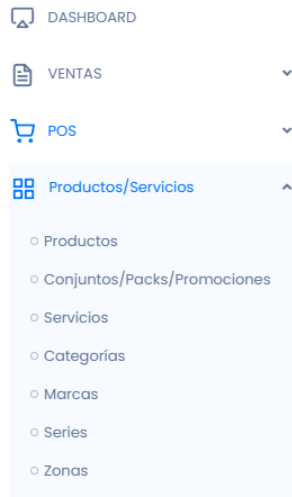 DASHBOARD
VENTAS
POS
Productos/Servicios
Productos
Conjuntos/Packs/Promociones
Servicios
Categorías
Marcas
Series
Zonas